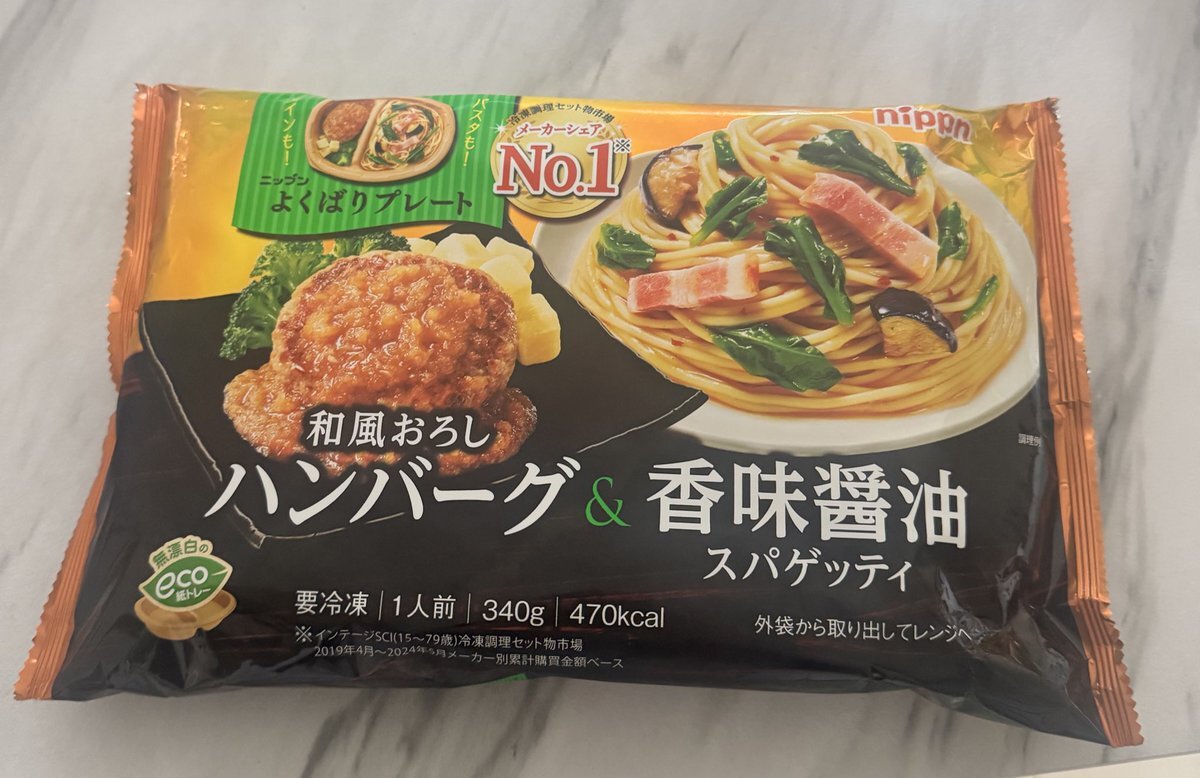 メインも!
パスタも!
ニップン
よくばりプレート
冷凍調理セット物市場
メーカーシェア
No.1※
nippn
和風おろし
ハンバーグ & 香味醤油
スパゲッティ
調理例
無漂白の
eco
紙トレー
要冷凍 | 1人前 | 340g | 470kcal
外袋から取り出してレンジへ
※インテージSCI(15~79歳)冷凍調理セット物市場
2019年4月~2024年5月メーカー別累計購買金額ベース